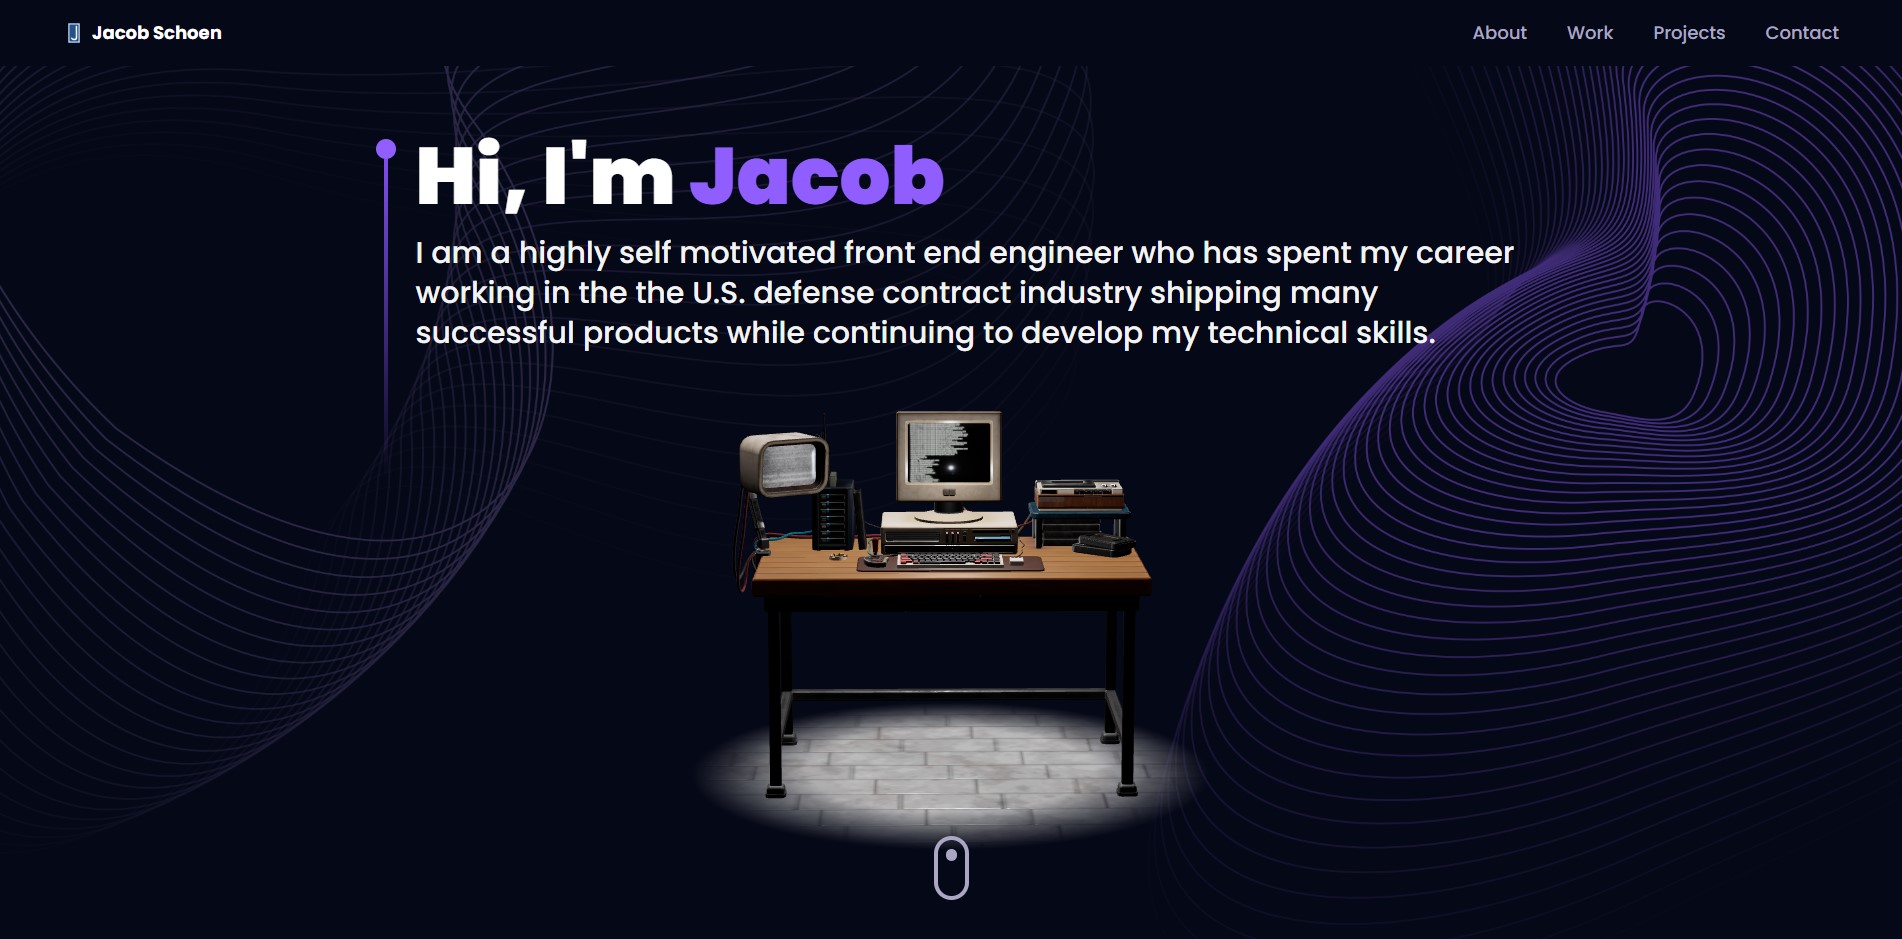 J Jacob Schoen
About Work Projects Contact
Hi, I'm Jacob
I am a highly self motivated front end engineer who has spent my career
working in the the U.S. defense contract industry shipping many
successful products while continuing to develop my technical skills.